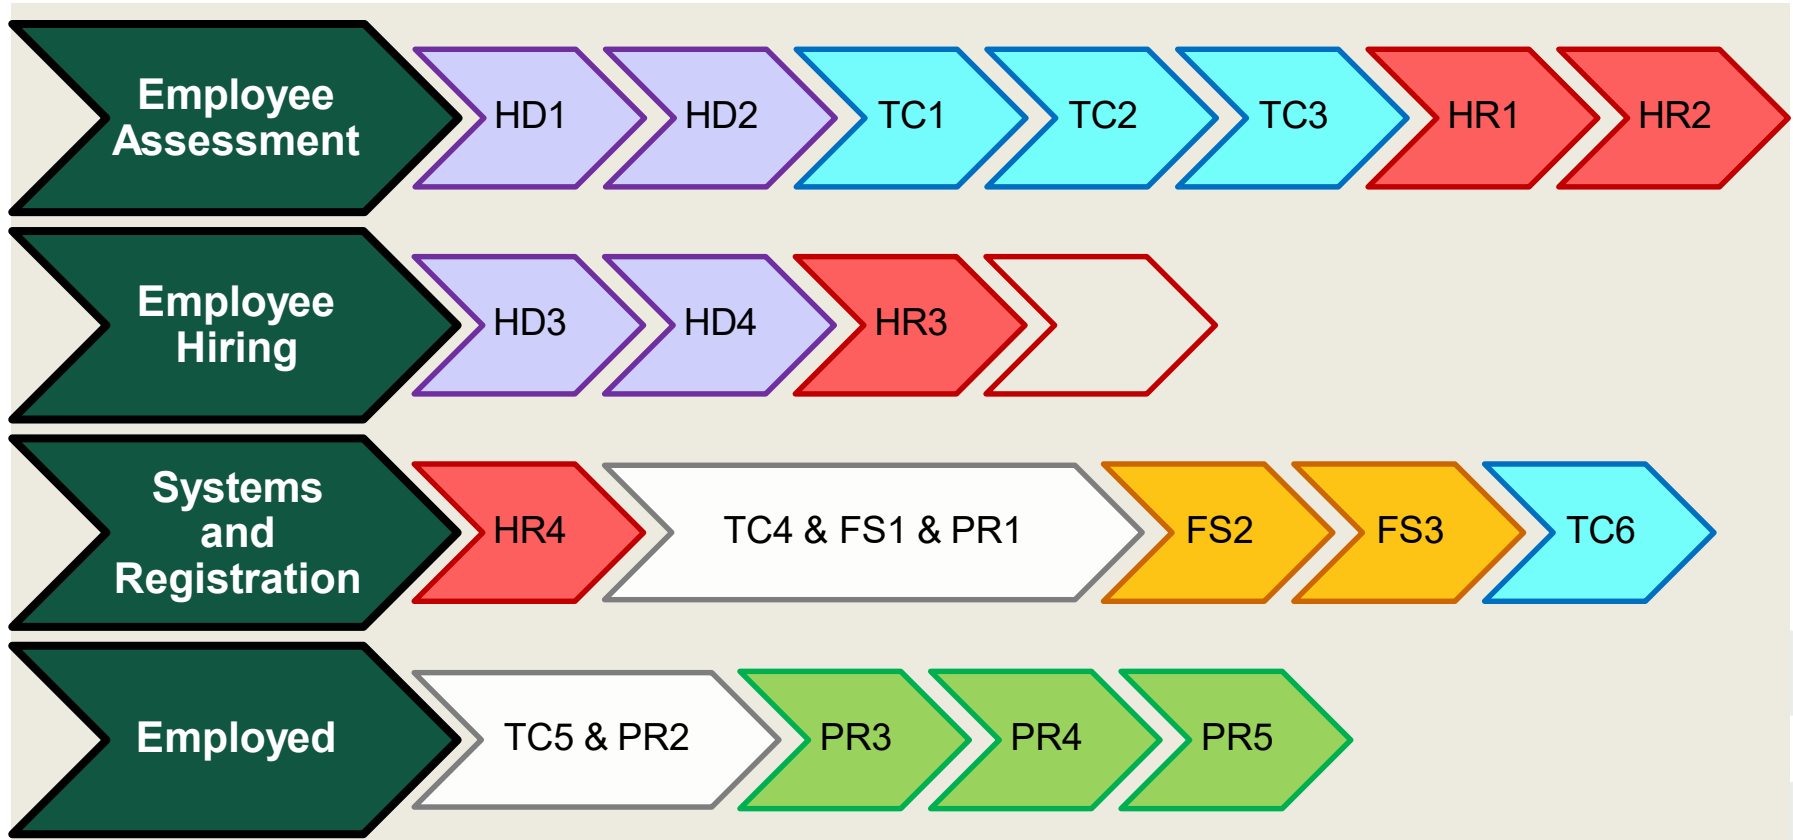 Employee
Assessment
HD1
HD2
TC1
TC2
TC3
HR1
HR2
Employee
Hiring
HD3
HD4
HR3
Systems
and
Registration
HR4
TC4 & FS1 & PR1
FS2
FS3
TC6
Employed
TC5 & PR2
PR3
PR4
PR5